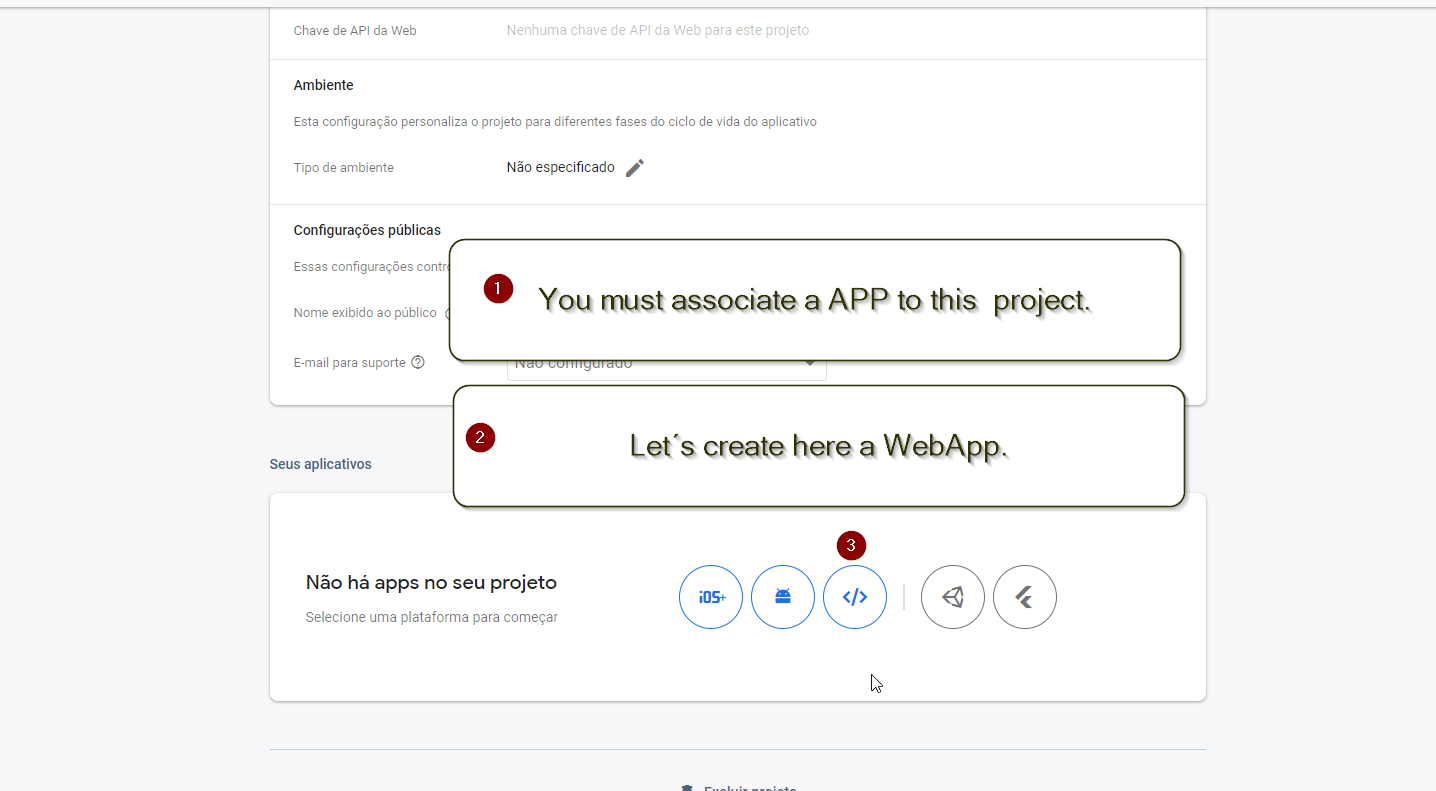 Chave de API da Web Nenhuma chave de API da Web para este projeto
Ambiente
Esta configuração personaliza o projeto para diferentes fases do ciclo de vida do aplicativo
Tipo de ambiente Não especificado
Configurações públicas
Essas configurações contro
1 You must associate a APP to this project.
Nome exibido ao público
E-mail para suporte ? Não configurado
2 Let´s create here a WebApp.
Seus aplicativos
3
Não há apps no seu projeto
iOS+ </>
Selecione uma plataforma para começar
Excluir projeto